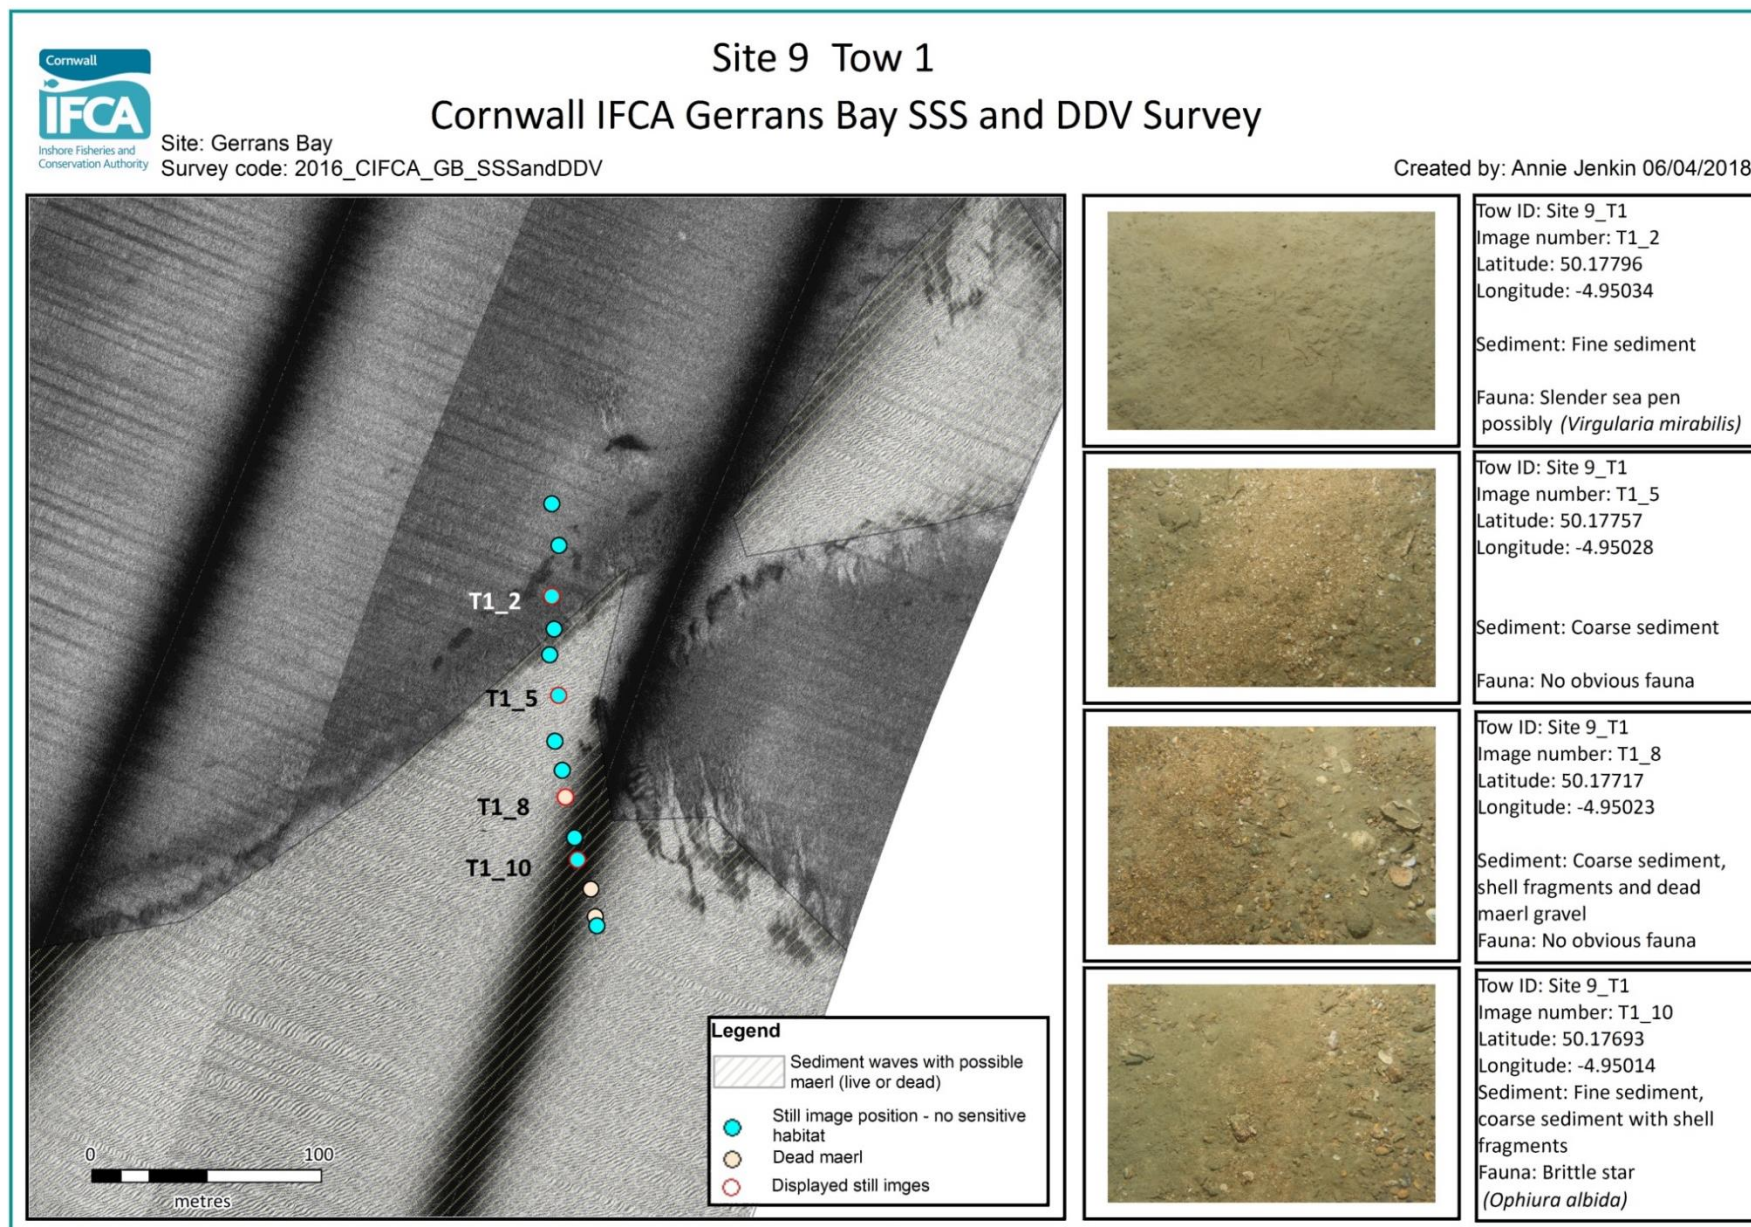 Cornwall
IFCA
Inshore Fisheries and
Conservation Authority
Site 9 Tow 1
Cornwall IFCA Gerrans Bay SSS and DDV Survey
Site: Gerrans Bay
Survey code: 2016_CIFCA_GB_SSSandDDV
Created by: Annie Jenkin 06/04/2018
T1_2
T1_5
T1_8
T1_10
0 100
metres
Legend
Sediment waves with possible
maerl (live or dead)
Still image position - no sensitive
habitat
Dead maerl
Displayed still imges
Tow ID: Site 9_T1
Image number: T1_2
Latitude: 50.17796
Longitude: -4.95034
Sediment: Fine sediment
Fauna: Slender sea pen
possibly (Virgularia mirabilis)
Tow ID: Site 9_T1
Image number: T1_5
Latitude: 50.17757
Longitude: -4.95028
Sediment: Coarse sediment
Fauna: No obvious fauna
Tow ID: Site 9_T1
Image number: T1_8
Latitude: 50.17717
Longitude: -4.95023
Sediment: Coarse sediment,
shell fragments and dead
maerl gravel
Fauna: No obvious fauna
Tow ID: Site 9_T1
Image number: T1_10
Latitude: 50.17693
Longitude: -4.95014
Sediment: Fine sediment,
coarse sediment with shell
fragments
Fauna: Brittle star
(Ophiura albida)